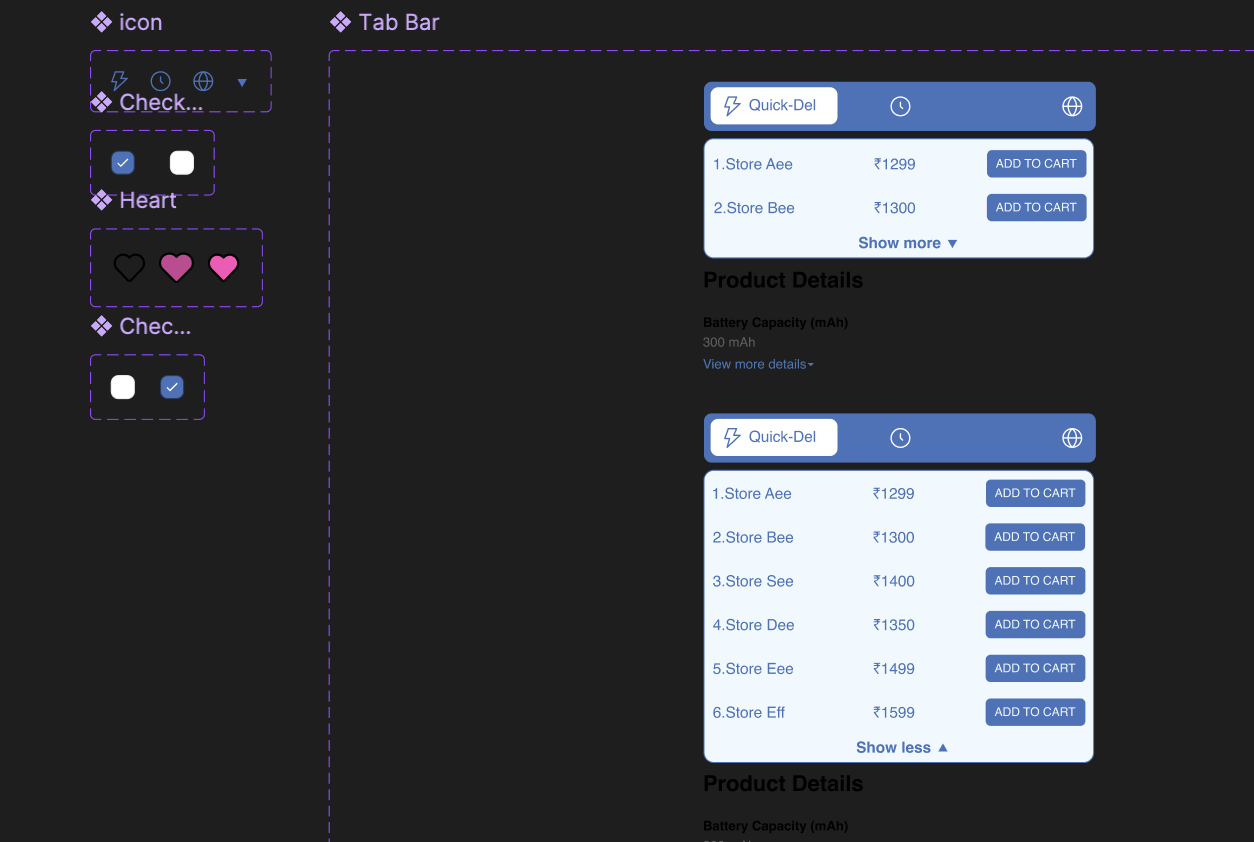 icon
Tab Bar
Check...
Heart
Chec...
Quick-Del
1.Store Aee ₹1299 ADD TO CART
2.Store Bee ₹1300 ADD TO CART
Show more ▼
Product Details
Battery Capacity (mAh)
300 mAh
View more details
Quick-Del
1.Store Aee ₹1299 ADD TO CART
2.Store Bee ₹1300 ADD TO CART
3.Store See ₹1400 ADD TO CART
4.Store Dee ₹1350 ADD TO CART
5.Store Eee ₹1499 ADD TO CART
6.Store Eff ₹1599 ADD TO CART
Show less ▲
Product Details
Battery Capacity (mAh)